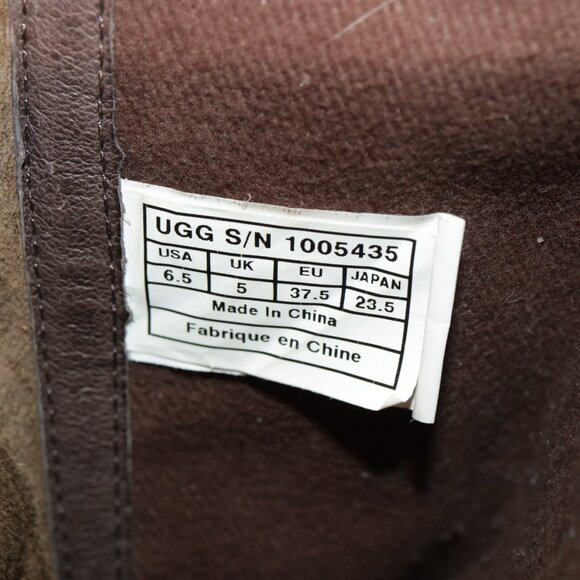 UGG S/N 1005435
USA UK EU JAPAN
6.5 5 37.5 23.5
Made In China
Fabrique en Chine